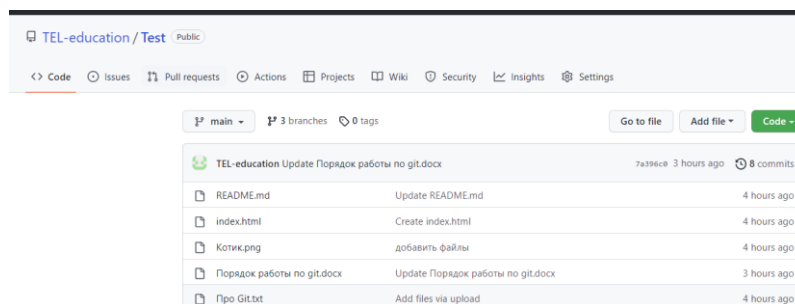 TEL-education / Test Public
Code Issues Pull requests Actions Projects Wiki Security Insights Settings
main 3 branches 0 tags Go to file Add file Code
TEL-education Update Порядок работы по git.docx 7a396c0 3 hours ago 8 commits
README.md Update README.md 4 hours ago
index.html Create index.html 4 hours ago
Котик.png добавить файлы 4 hours ago
Порядок работы по git.docx Update Порядок работы по git.docx 3 hours ago
Про Git.txt Add files via upload 4 hours ago